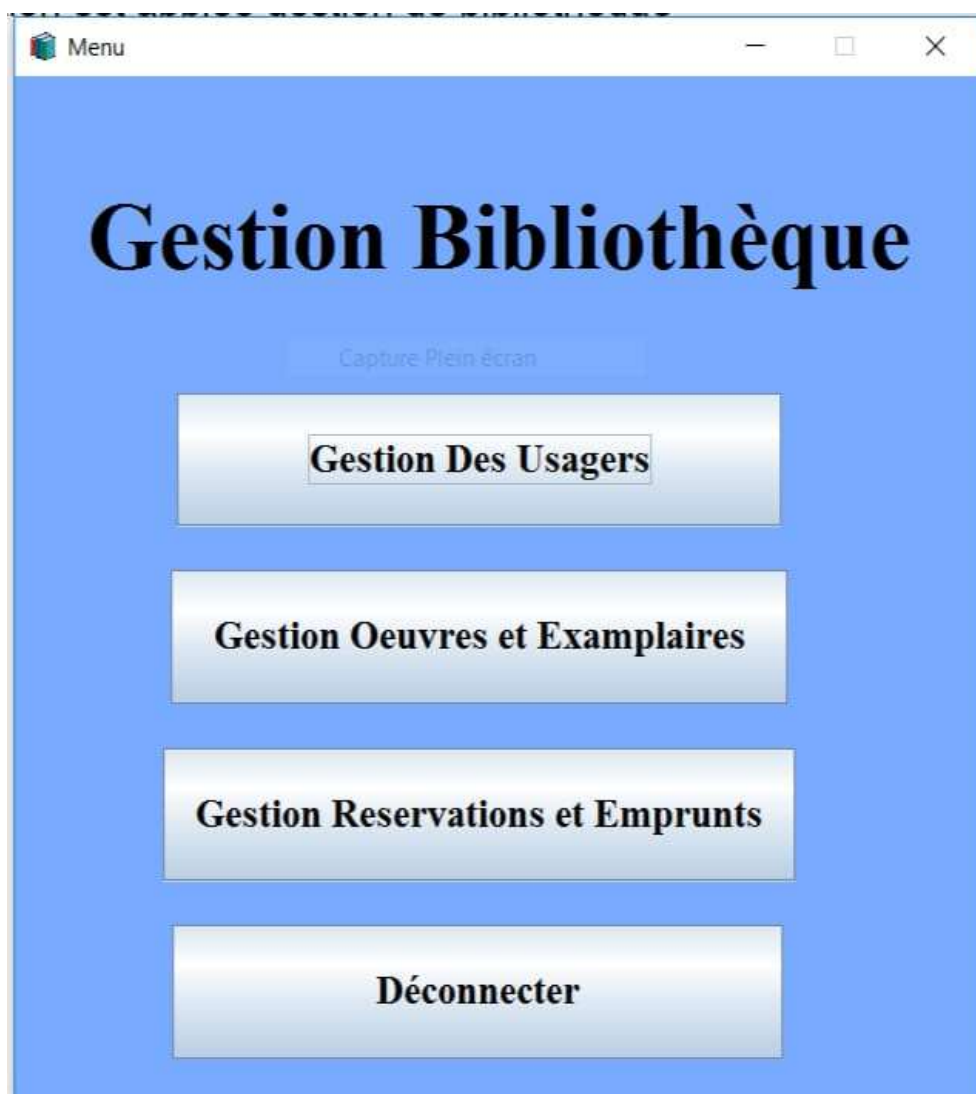 Menu
Gestion Bibliothèque
Capture Plein écran
Gestion Des Usagers
Gestion Oeuvres et Examplaires
Gestion Reservations et Emprunts
Déconnecter